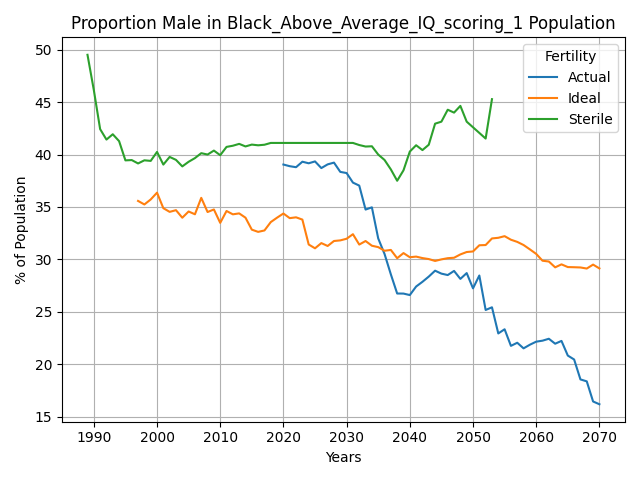 Proportion Male in Black_Above_Average_IQ_scoring_1 Population
Fertility
Actual
Ideal
Sterile
% of Population
50
45
40
35
30
25
20
15
1990 2000 2010 2020 2030 2040 2050 2060 2070
Years